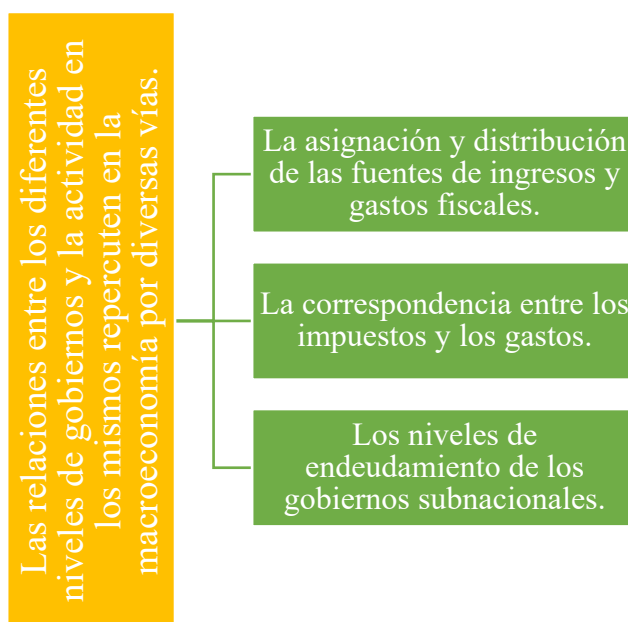 Las relaciones entre los diferentes
niveles de gobiernos y la actividad en
los mismos repercuten en la
macroeconomía por diversas vías.
La asignación y distribución
de las fuentes de ingresos y
gastos fiscales.
La correspondencia entre los
impuestos y los gastos.
Los niveles de
endeudamiento de los
gobiernos subnacionales.